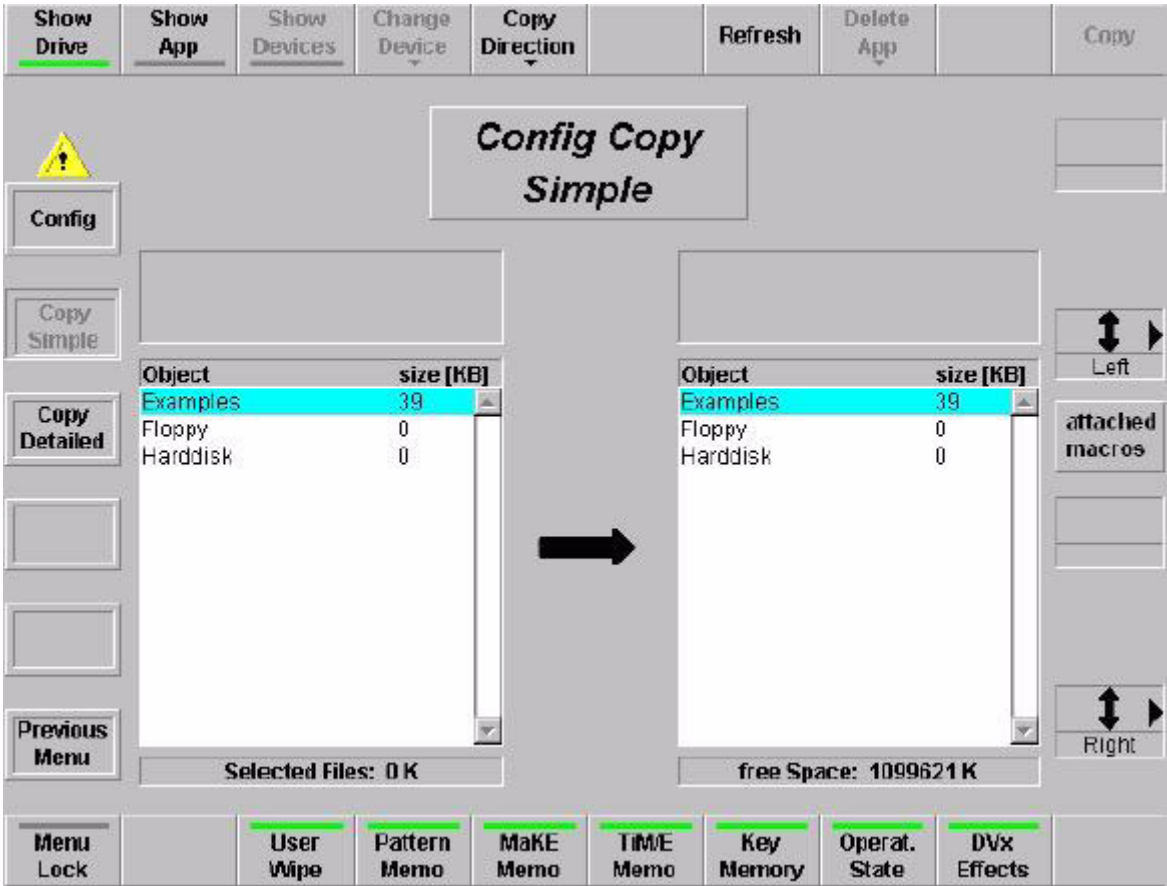 Show Drive
Show App
Show Devices
Change Device
Copy Direction
Refresh
Delete App
Copy
Config Copy
Simple
Config
Copy
Simple
Copy
Detailed
Previous
Menu
Object size [KB]
Examples 39
Floppy 0
Harddisk 0
Selected Files: 0 K
Object size [KB]
Examples 39
Floppy 0
Harddisk 0
free Space: 1099621 K
Left
attached
macros
Right
Menu Lock
User Wipe
Pattern Memo
MaKE Memo
TiM/E Memo
Key Memory
Operat. State
DVx Effects